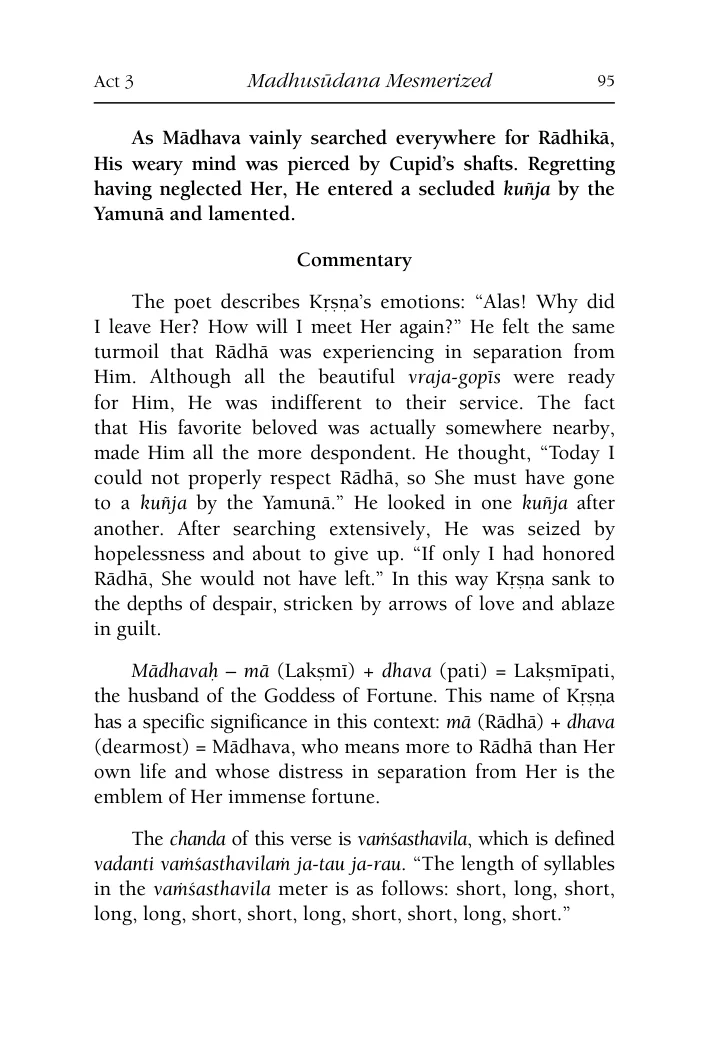 Act 3 Madhusūdana Mesmerized 95
As Mādhava vainly searched everywhere for Rādhikā,
His weary mind was pierced by Cupid’s shafts. Regretting
having neglected Her, He entered a secluded kuñja by the
Yamunā and lamented.
Commentary
The poet describes Kṛṣṇa’s emotions: “Alas! Why did
I leave Her? How will I meet Her again?” He felt the same
turmoil that Rādhā was experiencing in separation from
Him. Although all the beautiful vraja-gopīs were ready
for Him, He was indifferent to their service. The fact
that His favorite beloved was actually somewhere nearby,
made Him all the more despondent. He thought, “Today I
could not properly respect Rādhā, so She must have gone
to a kuñja by the Yamunā.” He looked in one kuñja after
another. After searching extensively, He was seized by
hopelessness and about to give up. “If only I had honored
Rādhā, She would not have left.” In this way Kṛṣṇa sank to
the depths of despair, stricken by arrows of love and ablaze
in guilt.
Mādhavaḥ – mā (Lakṣmī) + dhava (pati) = Lakṣmīpati,
the husband of the Goddess of Fortune. This name of Kṛṣṇa
has a specific significance in this context: mā (Rādhā) + dhava
(dearmost) = Mādhava, who means more to Rādhā than Her
own life and whose distress in separation from Her is the
emblem of Her immense fortune.
The chanda of this verse is vaṁśasthavila, which is defined
vadanti vaṁśasthavilaṁ ja-tau ja-rau. “The length of syllables
in the vaṁśasthavila meter is as follows: short, long, short,
long, long, short, short, long, short, short, long, short.”